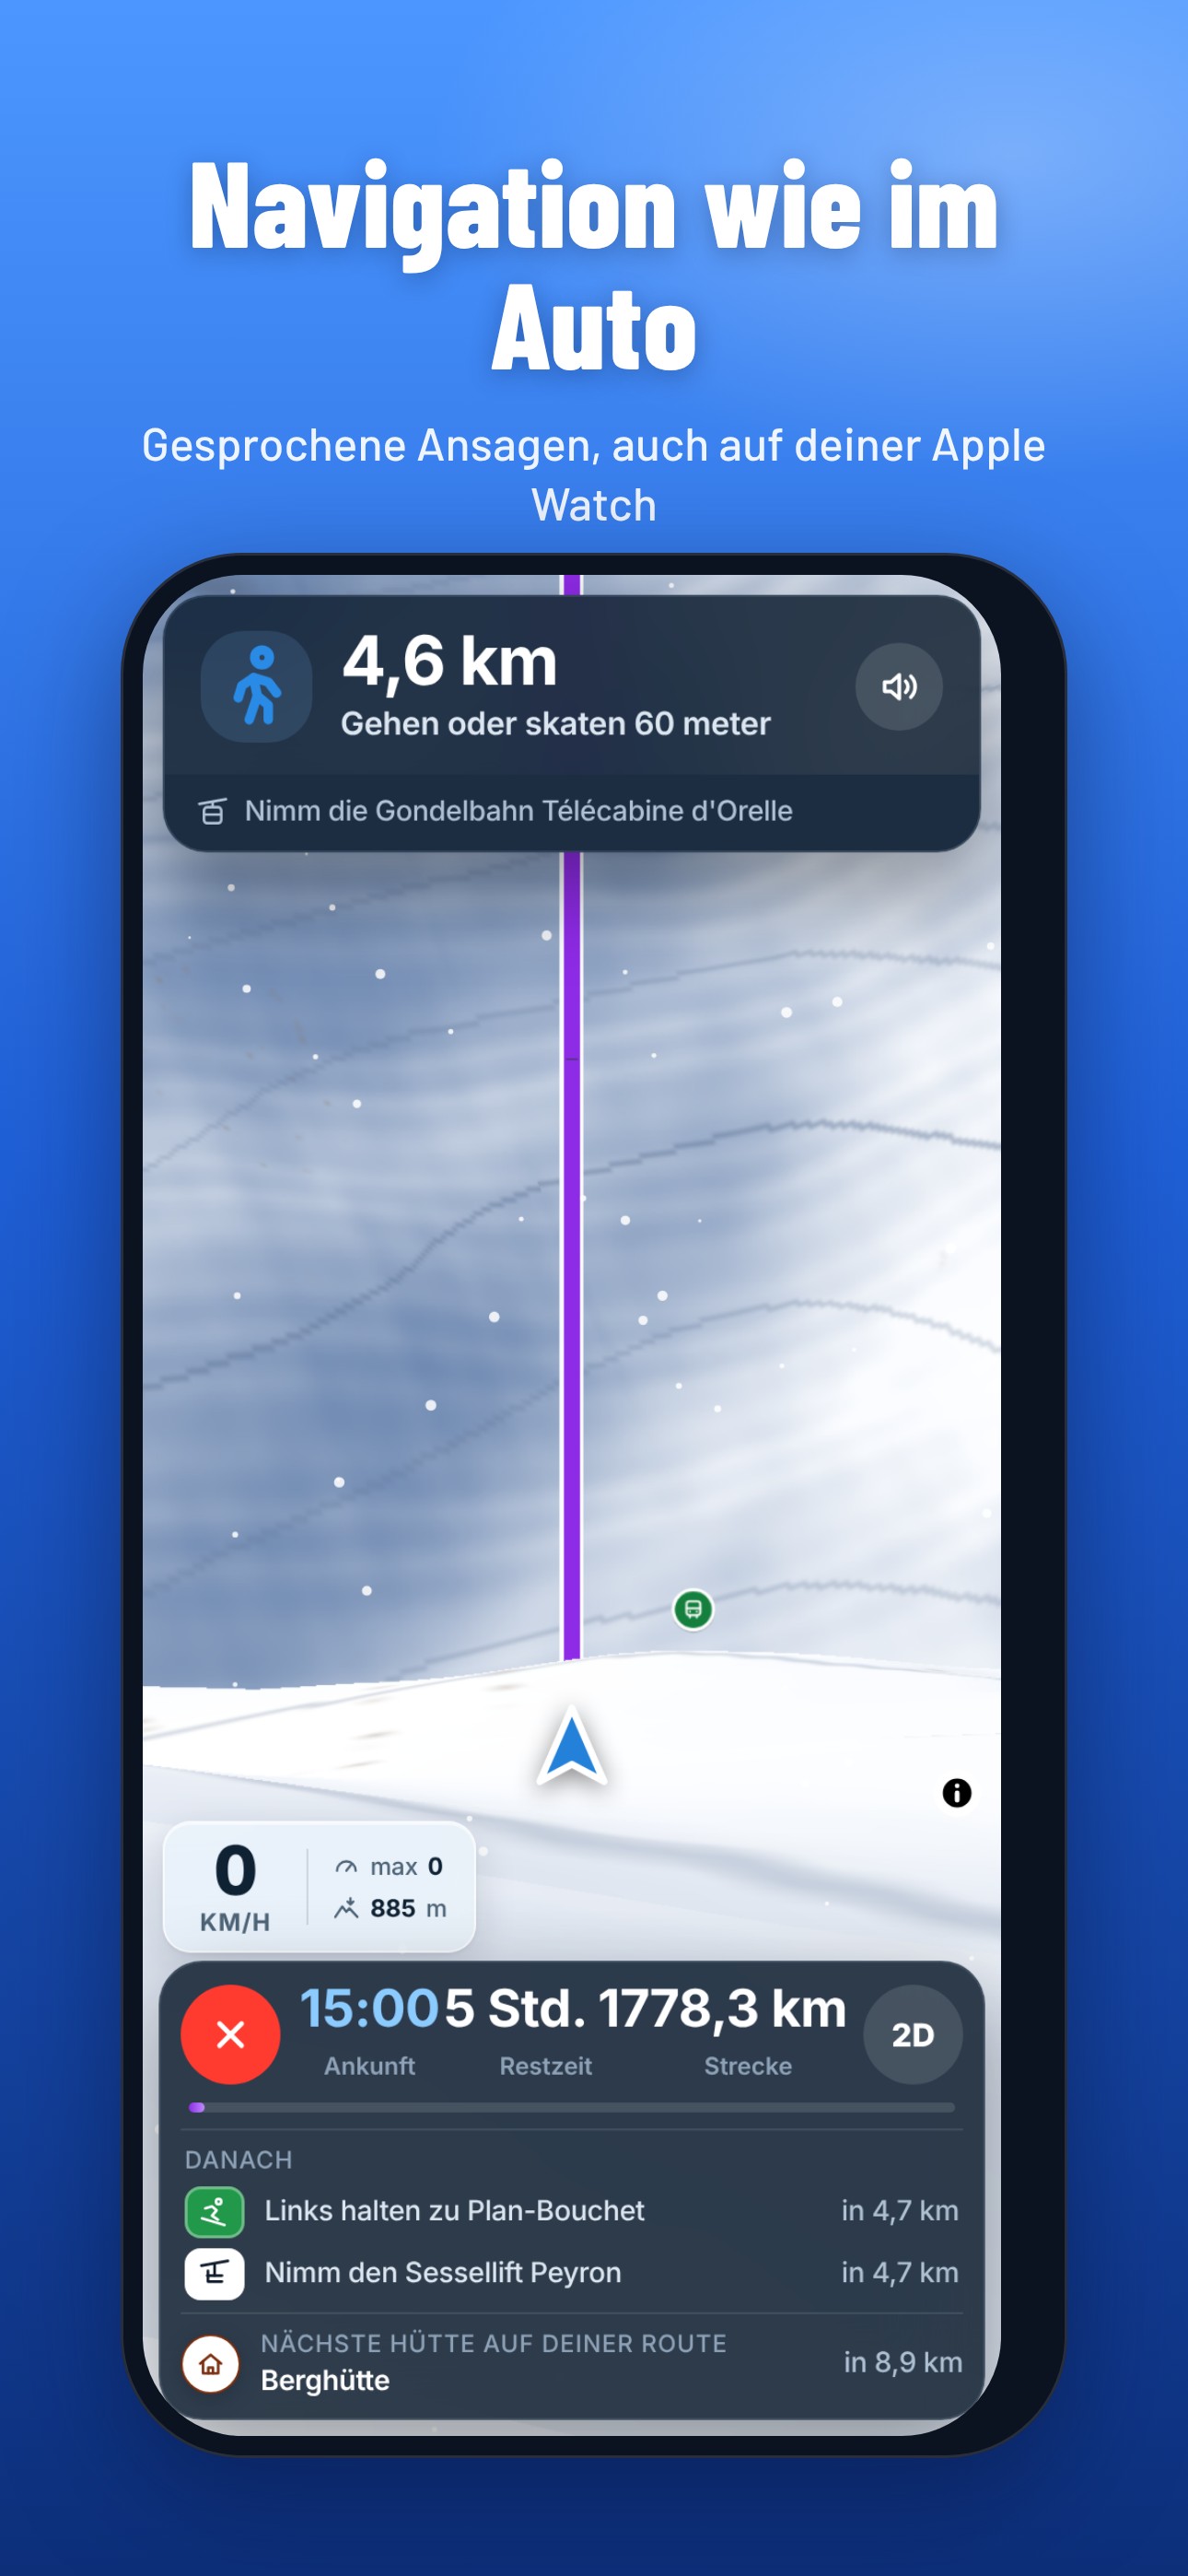 Navigation wie im
Auto
Gesprochene Ansagen, auch auf deiner Apple
Watch
4,6 km
Gehen oder skaten 60 meter
Nimm die Gondelbahn Télécabine d'Orelle
0
KM/H
max 0
885 m
15:00 5 Std. 1778,3 km
Ankunft Restzeit Strecke
2D
DANACH
Links halten zu Plan-Bouchet in 4,7 km
Nimm den Sessellift Peyron in 4,7 km
NÄCHSTE HÜTTE AUF DEINER ROUTE
Berghütte
in 8,9 km